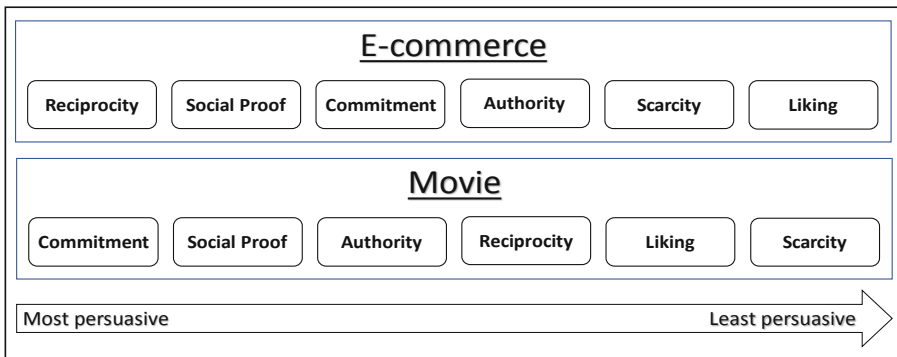 E-commerce
Reciprocity Social Proof Commitment Authority Scarcity Liking
Movie
Commitment Social Proof Authority Reciprocity Liking Scarcity
Most persuasive Least persuasive